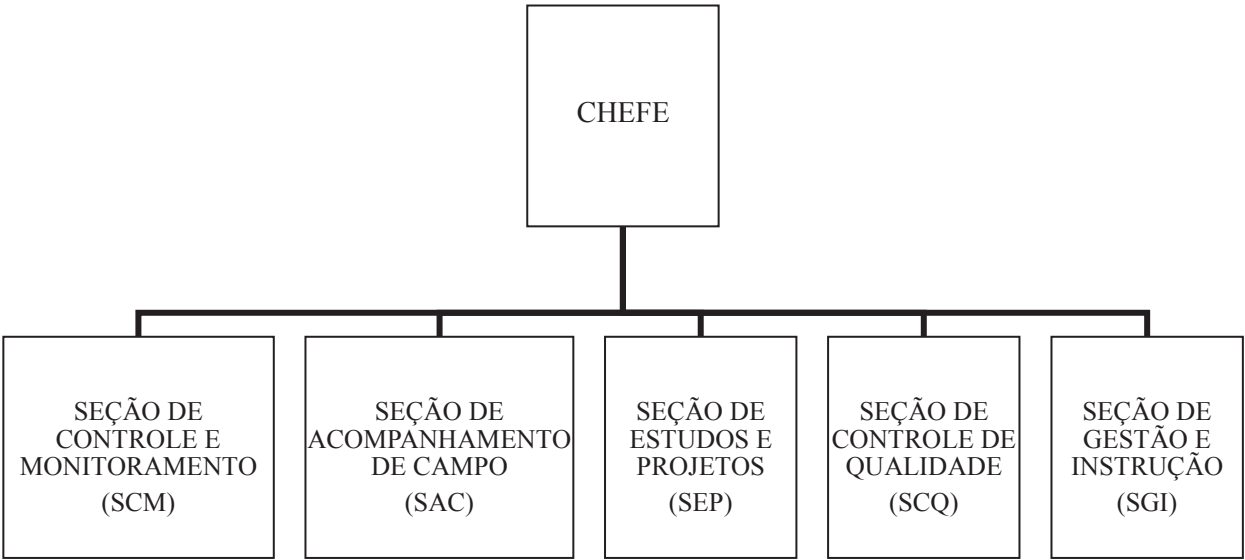 CHEFE
SEÇÃO DE
CONTROLE E
MONITORAMENTO
(SCM)
SEÇÃO DE
ACOMPANHAMENTO
DE CAMPO
(SAC)
SEÇÃO DE
ESTUDOS E
PROJETOS
(SEP)
SEÇÃO DE
CONTROLE DE
QUALIDADE
(SCQ)
SEÇÃO DE
GESTÃO E
INSTRUÇÃO
(SGI)